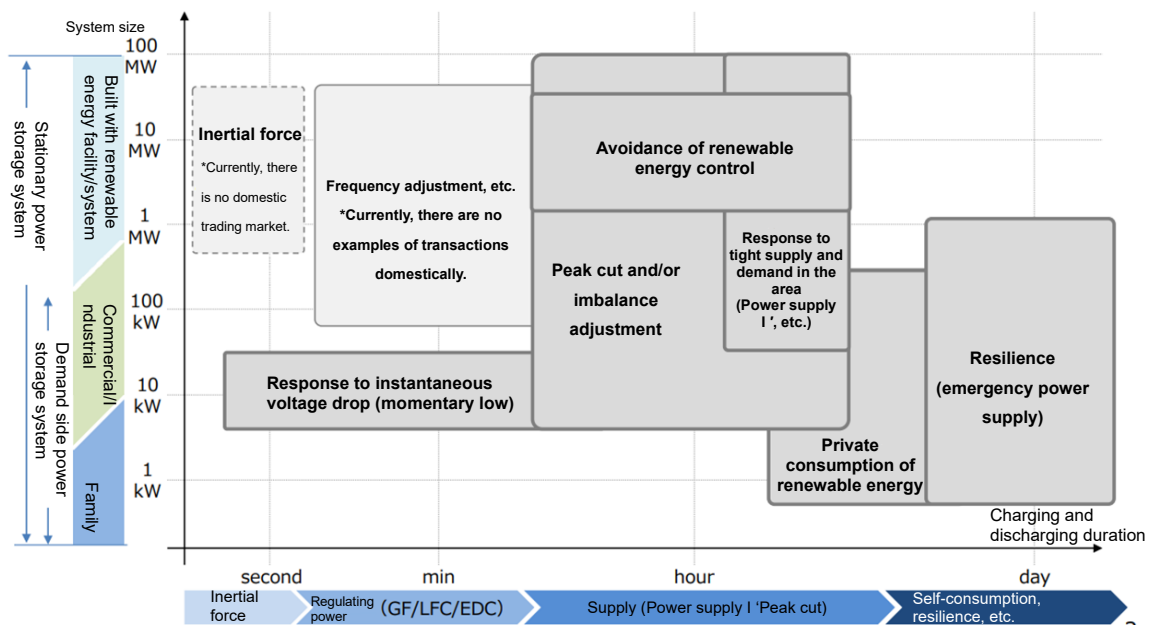 System size
100
MW
10
MW
1
MW
100
kW
10
kW
1
kW
Stationary power
storage system
Demand side power
storage system
Built with renewable
energy facility/system
Commercial/I
ndustrial
Family
Inertial force
*Currently, there
is no domestic
trading market.
Frequency adjustment, etc.
*Currently, there are no
examples of transactions
domestically.
Avoidance of renewable
energy control
Peak cut and/or
imbalance
adjustment
Response to
tight supply and
demand in the
area
(Power supply
I ′, etc.)
Response to instantaneous
voltage drop (momentary low)
Private
consumption of
renewable energy
Resilience
(emergency power
supply)
Charging and
discharging duration
second
min
hour
day
Inertial
force
Regulating
power
(GF/LFC/EDC)
Supply (Power supply I ‘Peak cut)
Self-consumption,
resilience, etc.